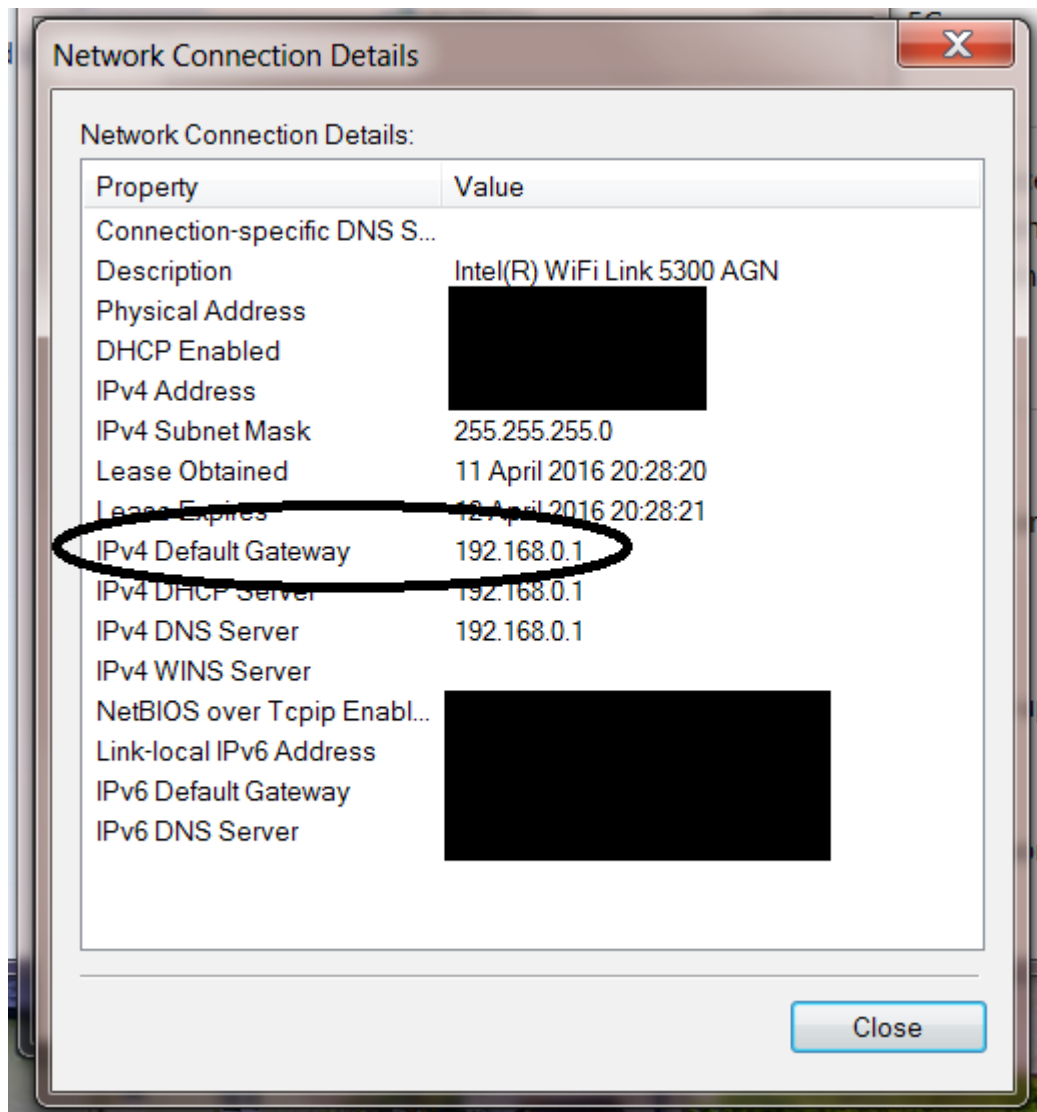 Network Connection Details
Network Connection Details:
Property Value
Connection-specific DNS S...
Description Intel(R) WiFi Link 5300 AGN
Physical Address
DHCP Enabled
IPv4 Address
IPv4 Subnet Mask 255.255.255.0
Lease Obtained 11 April 2016 20:28:20
Lease Expires 12 April 2016 20:28:21
IPv4 Default Gateway 192.168.0.1
IPv4 DHCP Server 192.168.0.1
IPv4 DNS Server 192.168.0.1
IPv4 WINS Server
NetBIOS over Tcpip Enabl...
Link-local IPv6 Address
IPv6 Default Gateway
IPv6 DNS Server
Close